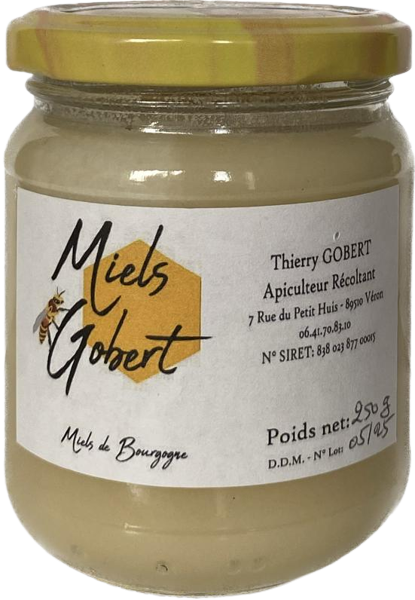 Miels
Gobert
Miels de Bourgogne
Thierry GOBERT
Apiculteur Récoltant
7 Rue du Petit Huis - 89510 Véron
06.41.70.83.10
N° SIRET: 838 023 877 00015
Poids net: 250 g
D.D.M. - N° Lot: 05/25